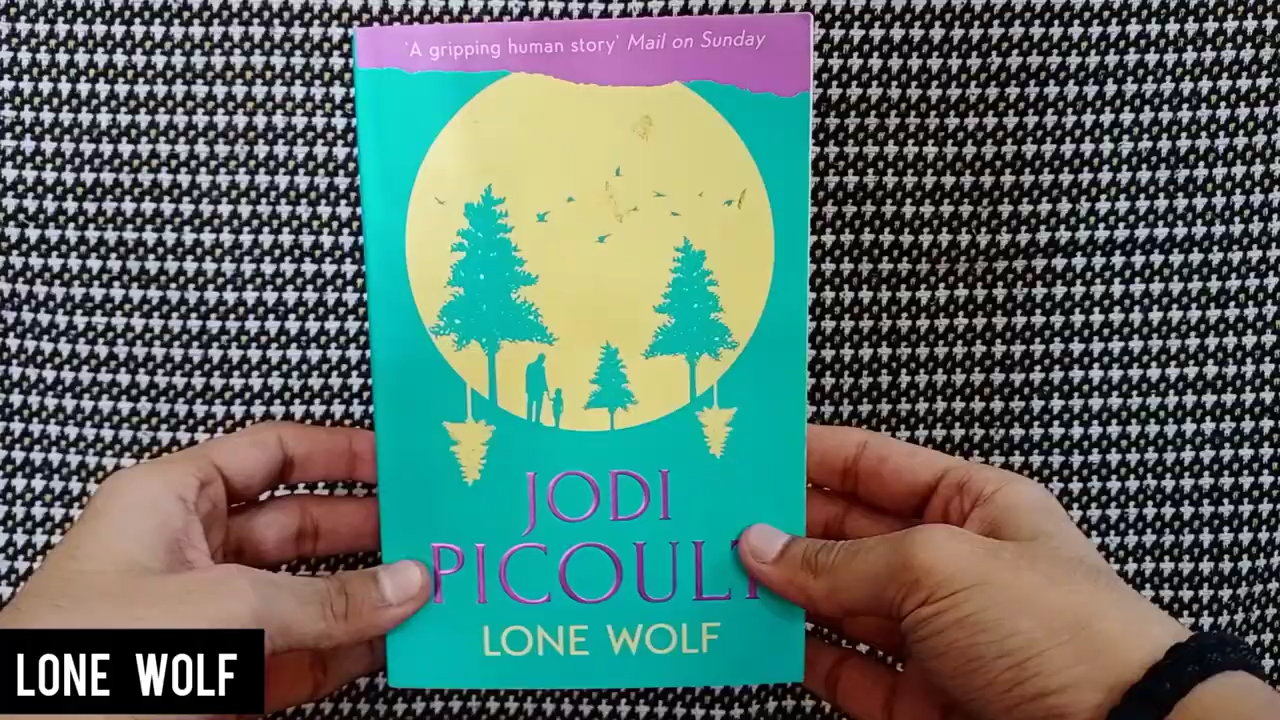 'A gripping human story' Mail on Sunday
JODI
PICOULT
LONE WOLF
LONE WOLF